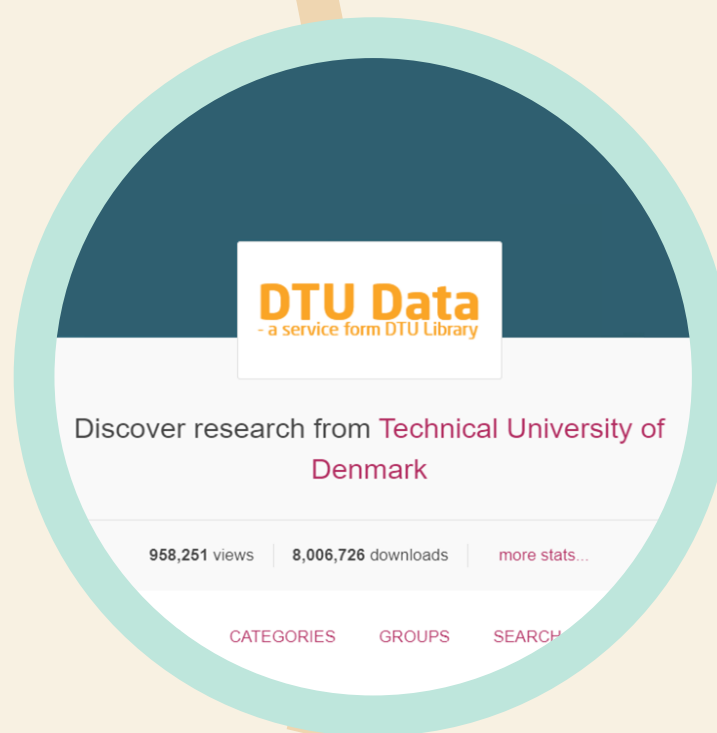 DTU Data
- a service form DTU Library
Discover research from Technical University of
Denmark
958,251 views 8,006,726 downloads more stats...
CATEGORIES GROUPS SEARCH